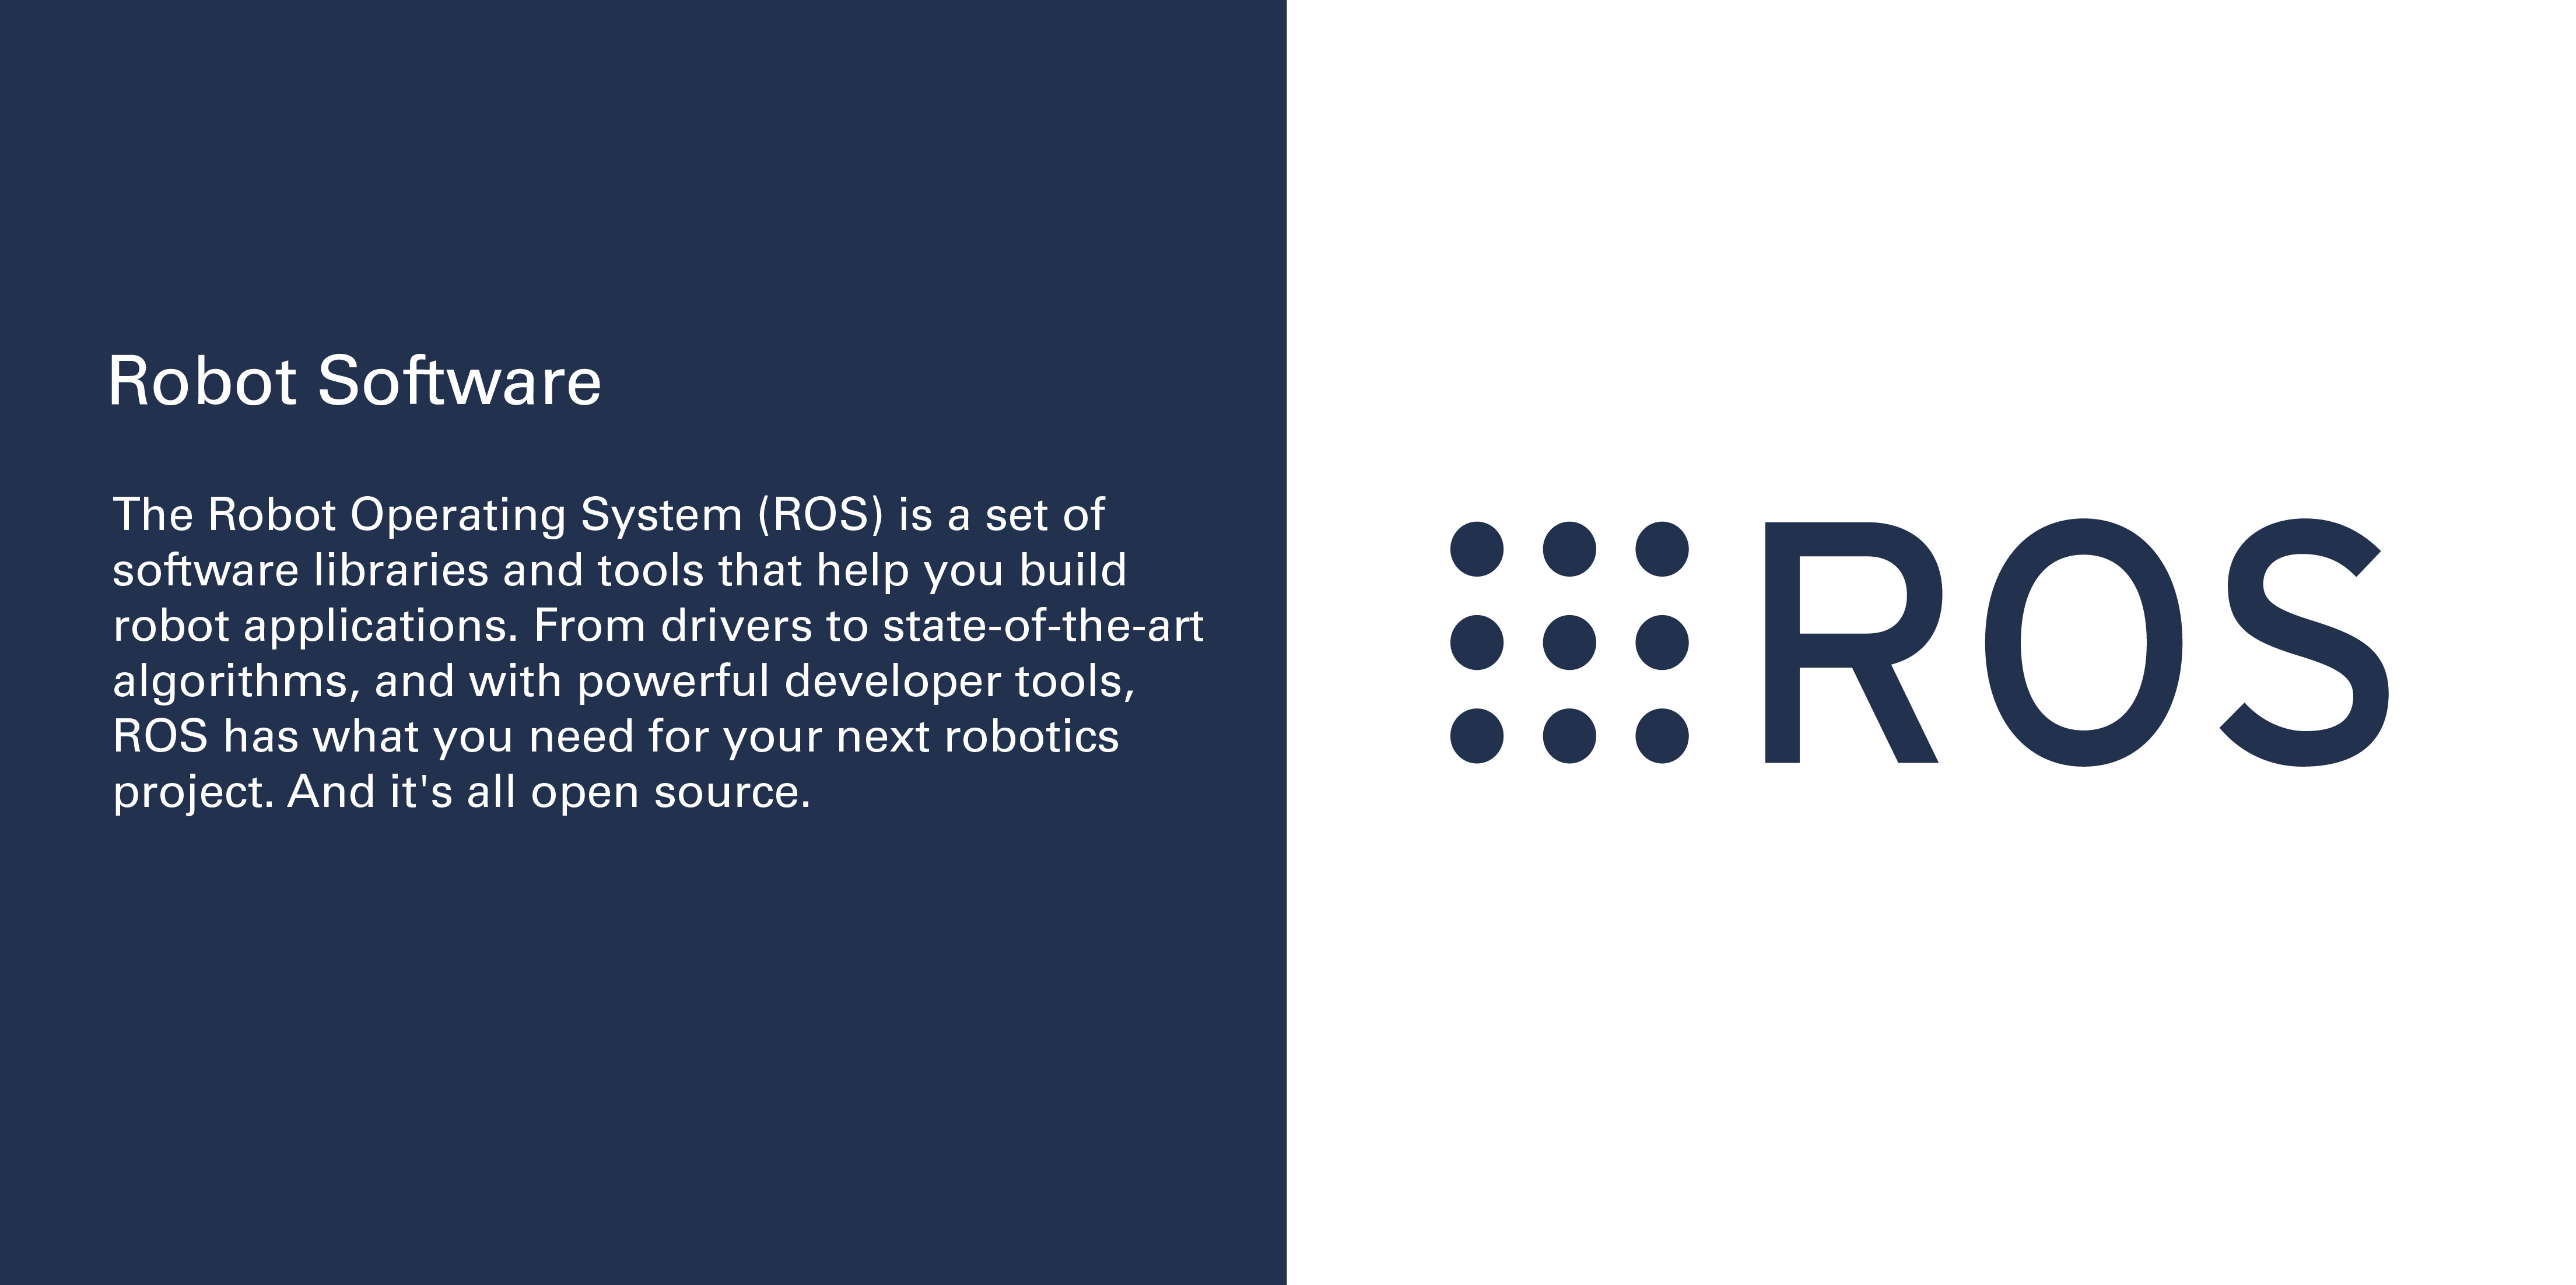 Robot Software
The Robot Operating System (ROS) is a set of
software libraries and tools that help you build
robot applications. From drivers to state-of-the-art
algorithms, and with powerful developer tools,
ROS has what you need for your next robotics
project. And it's all open source.
ROS